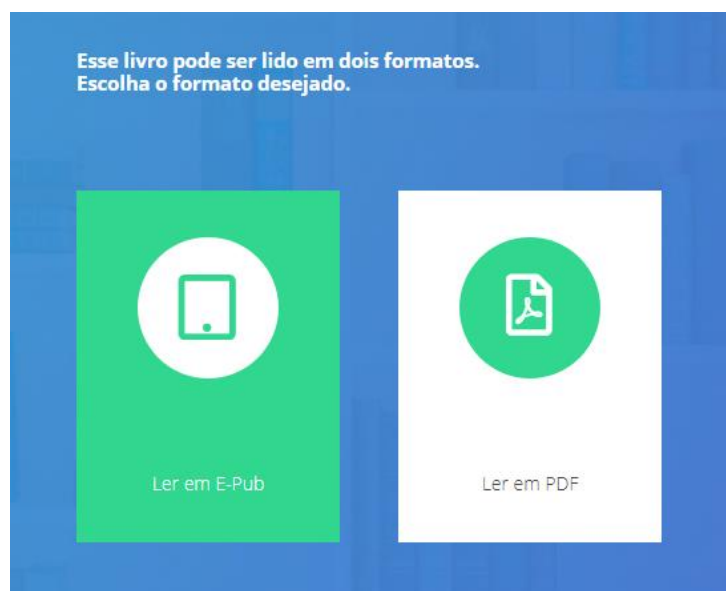 Esse livro pode ser lido em dois formatos.
Escolha o formato desejado.
Ler em E-Pub
Ler em PDF